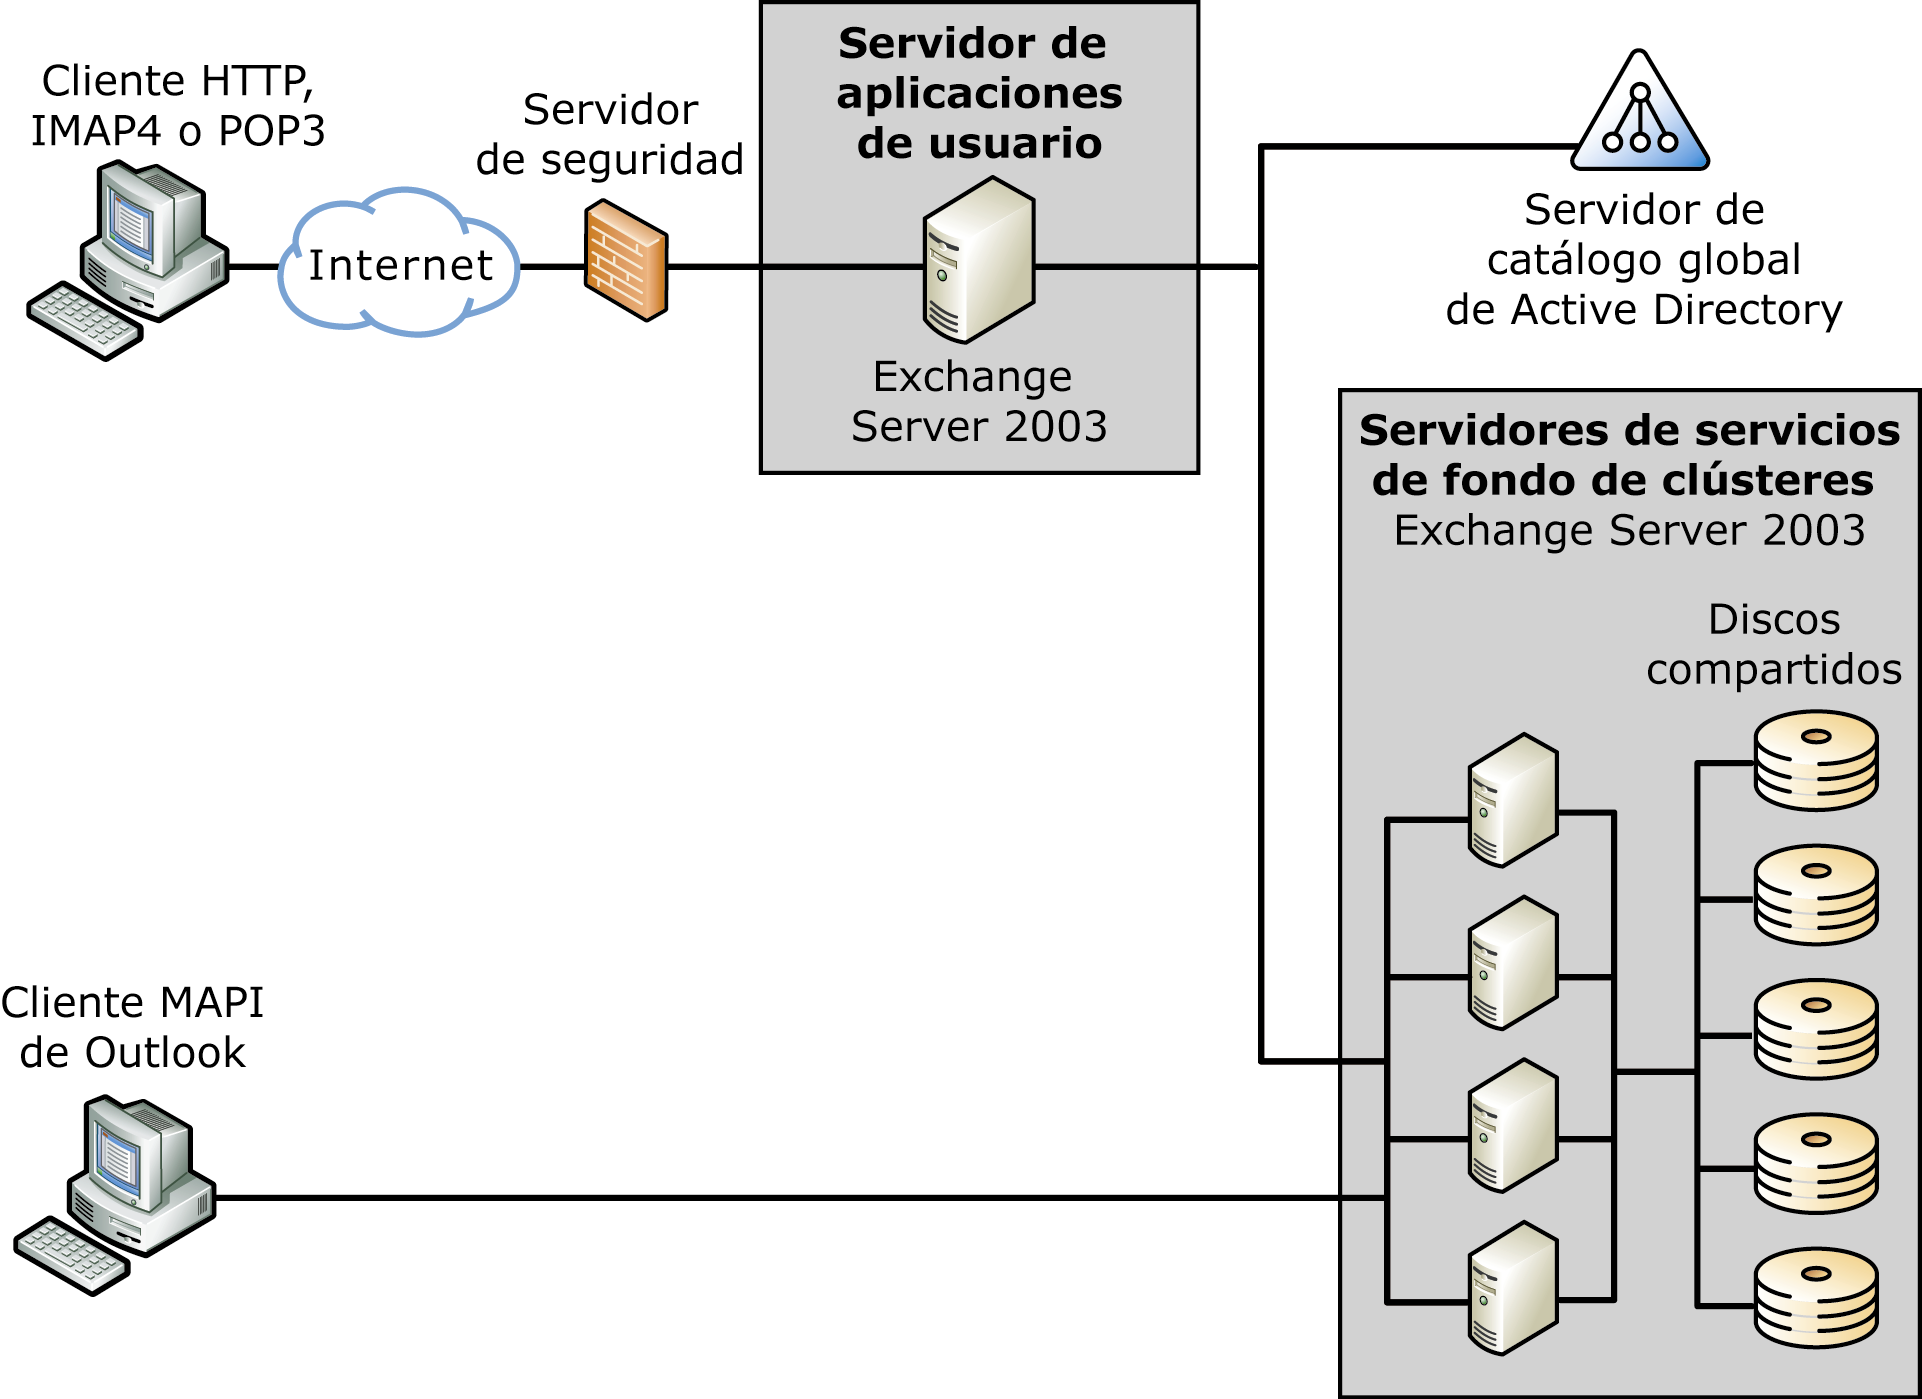 Cliente HTTP,
IMAP4 o POP3
Internet
Servidor
de seguridad
Servidor de
aplicaciones
de usuario
Exchange
Server 2003
Servidor de
catálogo global
de Active Directory
Servidores de servicios
de fondo de clústeres
Exchange Server 2003
Discos
compartidos
Cliente MAPI
de Outlook